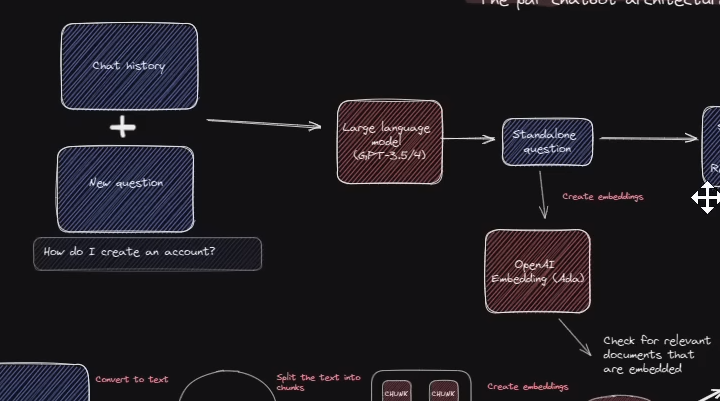 The pdf chatbot architecture
Chat history
New question
How do I create an account?
Large language
model
(GPT-3.5/4)
Standalone
question
Create embeddings
OpenAI
Embedding (Ada)
Check for relevant
documents that
are embedded
Convert to text
Split the text into
chunks
CHUNK
CHUNK
Create embeddings